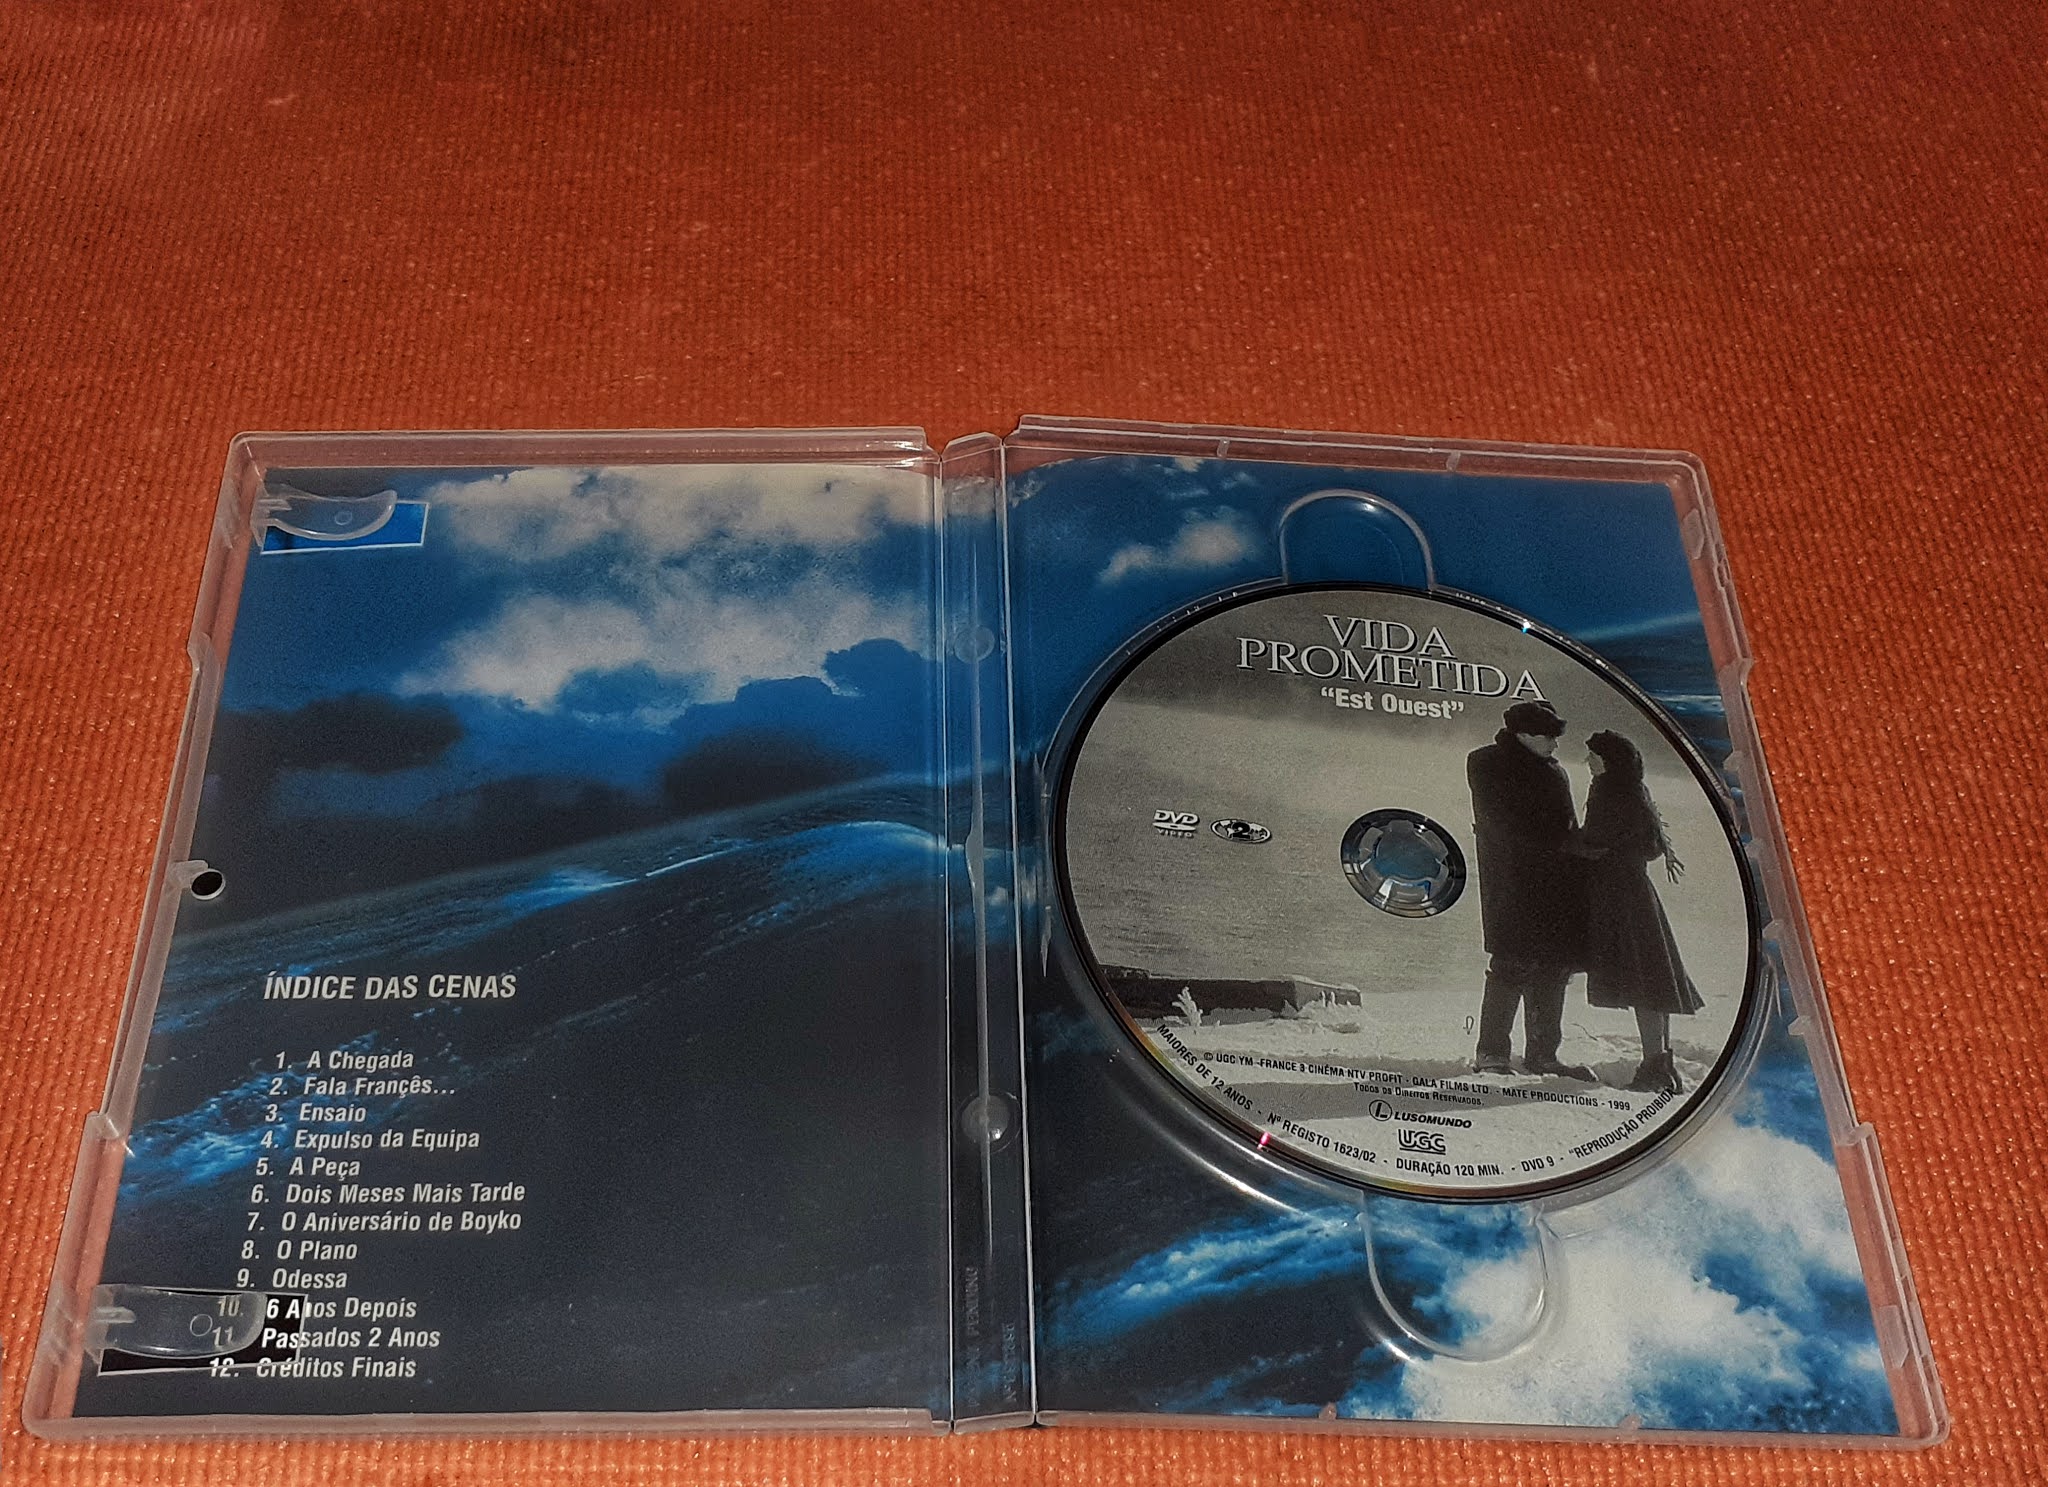 ÍNDICE DAS CENAS
1. A Chegada
2. Fala Françês...
3. Ensaio
4. Expulso da Equipa
5. A Peça
6. Dois Meses Mais Tarde
7. O Aniversário de Boyko
8. O Plano
9. Odessa
10. 6 Anos Depois
11. Passados 2 Anos
12. Créditos Finais
VIDA
PROMETIDA
“Est Ouest”
DVD
VIDEO
2
© UGC YM -FRANCE 3 CINÉMA NTV PROFIT - GALA FILMS LTD. - MATE PRODUCTIONS - 1999
Todos os Direitos Reservados.
L LUSOMUNDO
UGC
MAIORES DE 12 ANOS - Nº REGISTO 1623/02 - DURAÇÃO 120 MIN. - DVD 9 - “REPRODUÇÃO PROIBIDA”